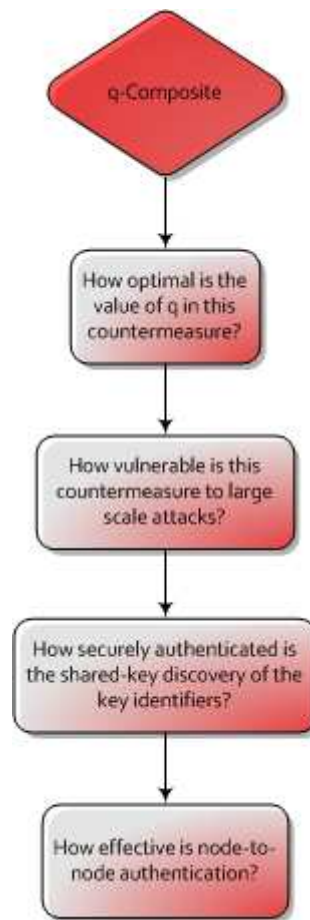 q-Composite
How optimal is the
value of q in this
countermeasure?
How vulnerable is this
countermeasure to large
scale attacks?
How securely authenticated is
the shared-key discovery of the
key identifiers?
How effective is node-to-
node authentication?